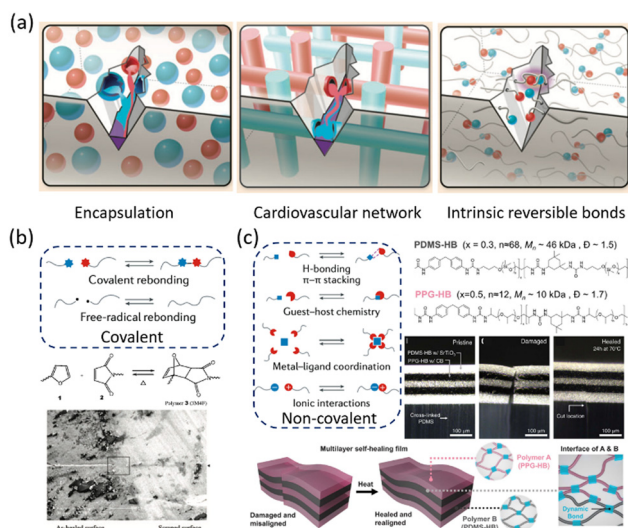 (a)
Encapsulation
Cardiovascular network
Intrinsic reversible bonds
(b)
Covalent rebonding
Free-radical rebonding
Covalent
1
2
Polymer 3 (3M4F)
As-healed surface
Scraped surface
(c)
H-bonding
π–π stacking
Guest–host chemistry
Metal–ligand coordination
Ionic interactions
Non-covalent
PDMS-HB (x = 0.3, n≈68, Mn ~ 46 kDa , Đ ~ 1.5)
PPG-HB (x=0.5, n≈12, Mn ~ 10 kDa , Đ ~ 1.7)
Pristine
PDMS-HB w/ SrTiO3
PPG-HB w/ CB
Cross-linked
PDMS
100 μm
Damaged
100 μm
Healed
24h at 70°C
Cut location
100 μm
Multilayer self-healing film
Heat
Damaged and
misaligned
Healed and
realigned
Polymer A
(PPG-HB)
Polymer B
(PDMS-HB)
Interface of A & B
Dynamic
Bond